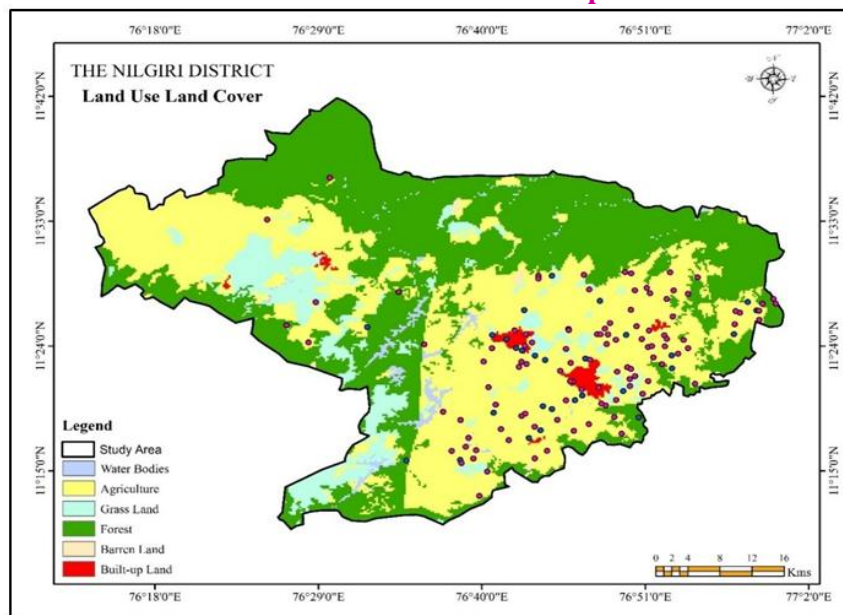 76°18'0"E 76°29'0"E 76°40'0"E 76°51'0"E 77°2'0"E
THE NILGIRI DISTRICT
Land Use Land Cover
11°42'0"N 11°42'0"N
11°33'0"N 11°33'0"N
11°24'0"N 11°24'0"N
11°15'0"N 11°15'0"N
Legend
Study Area
Water Bodies
Agriculture
Grass Land
Forest
Barren Land
Built-up Land
0 2 4 8 12 16
Kms
76°18'0"E 76°29'0"E 76°40'0"E 76°51'0"E 77°2'0"E